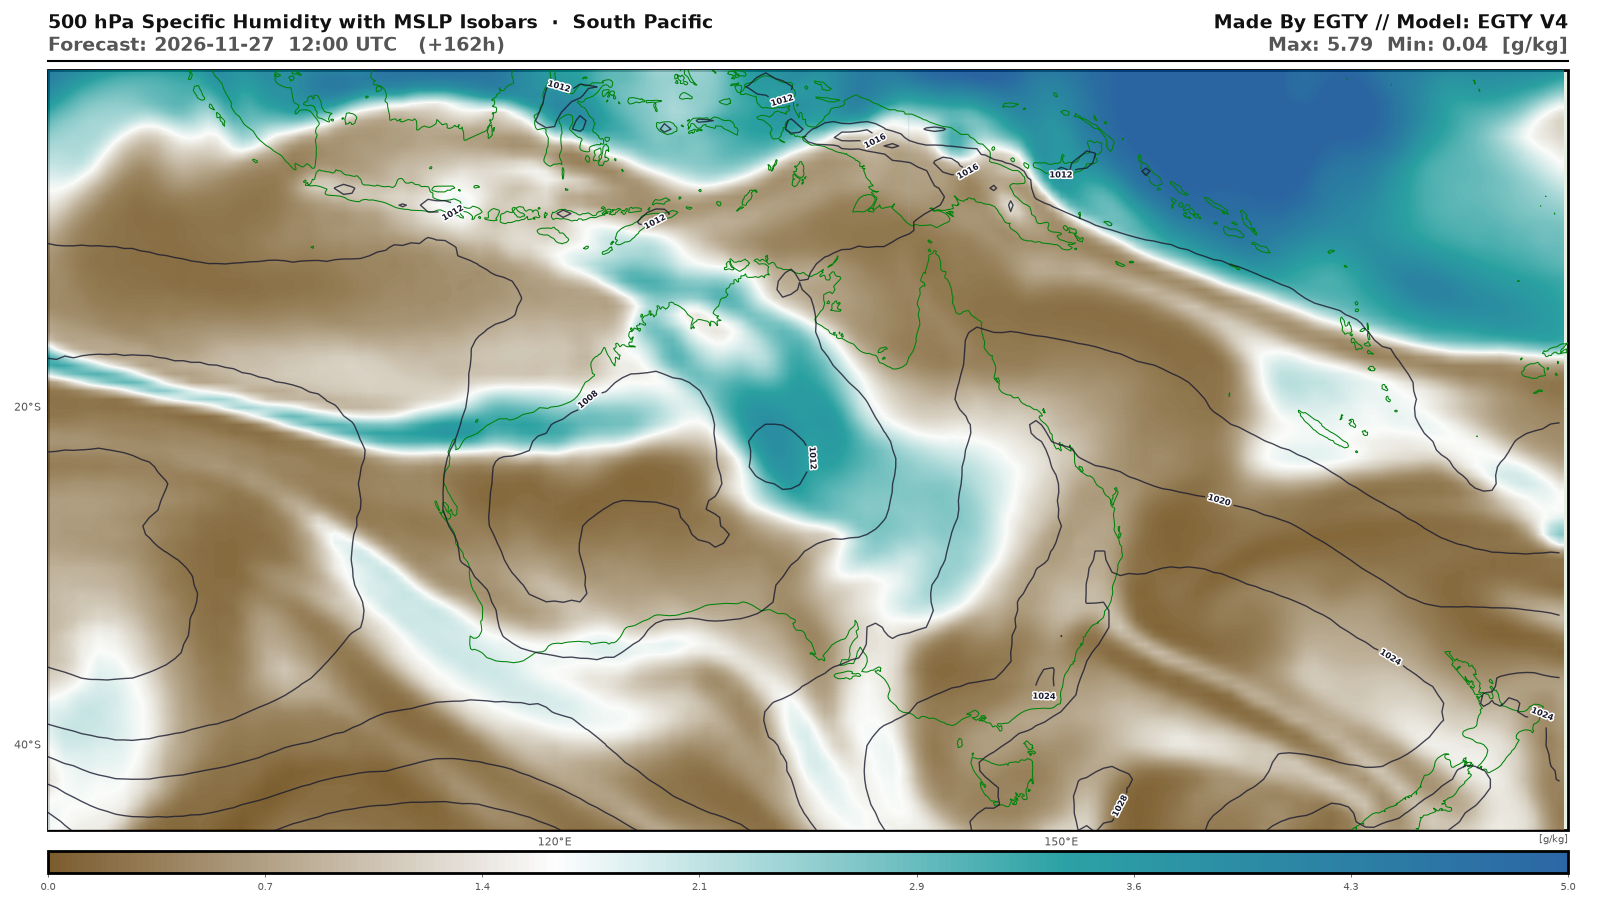 500 hPa Specific Humidity with MSLP Isobars · South Pacific
Made By EGTY // Model: EGTY V4
Forecast: 2026-11-27 12:00 UTC (+162h)
Max: 5.79 Min: 0.04 [g/kg]
1012
1012
1016
1016
1012
1012
1012
1008
20°S
1012
1020
1024
1024
1024
40°S
1028
120°E
150°E
[g/kg]
0.0
0.7
1.4
2.1
2.9
3.6
4.3
5.0